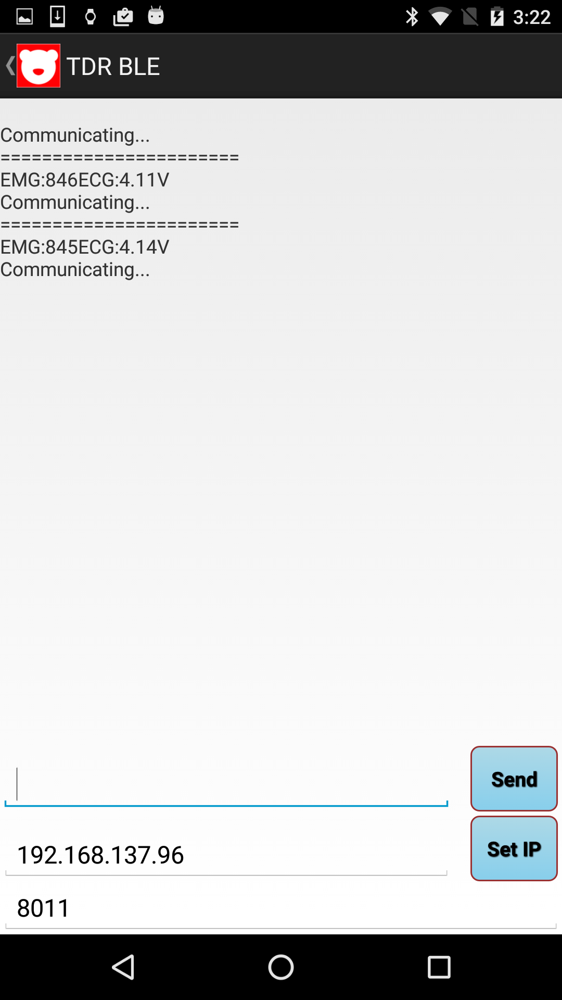 3:22
TDR BLE
Communicating...
=======================
EMG:846ECG:4.11V
Communicating...
=======================
EMG:845ECG:4.14V
Communicating...
Send
192.168.137.96
Set IP
8011